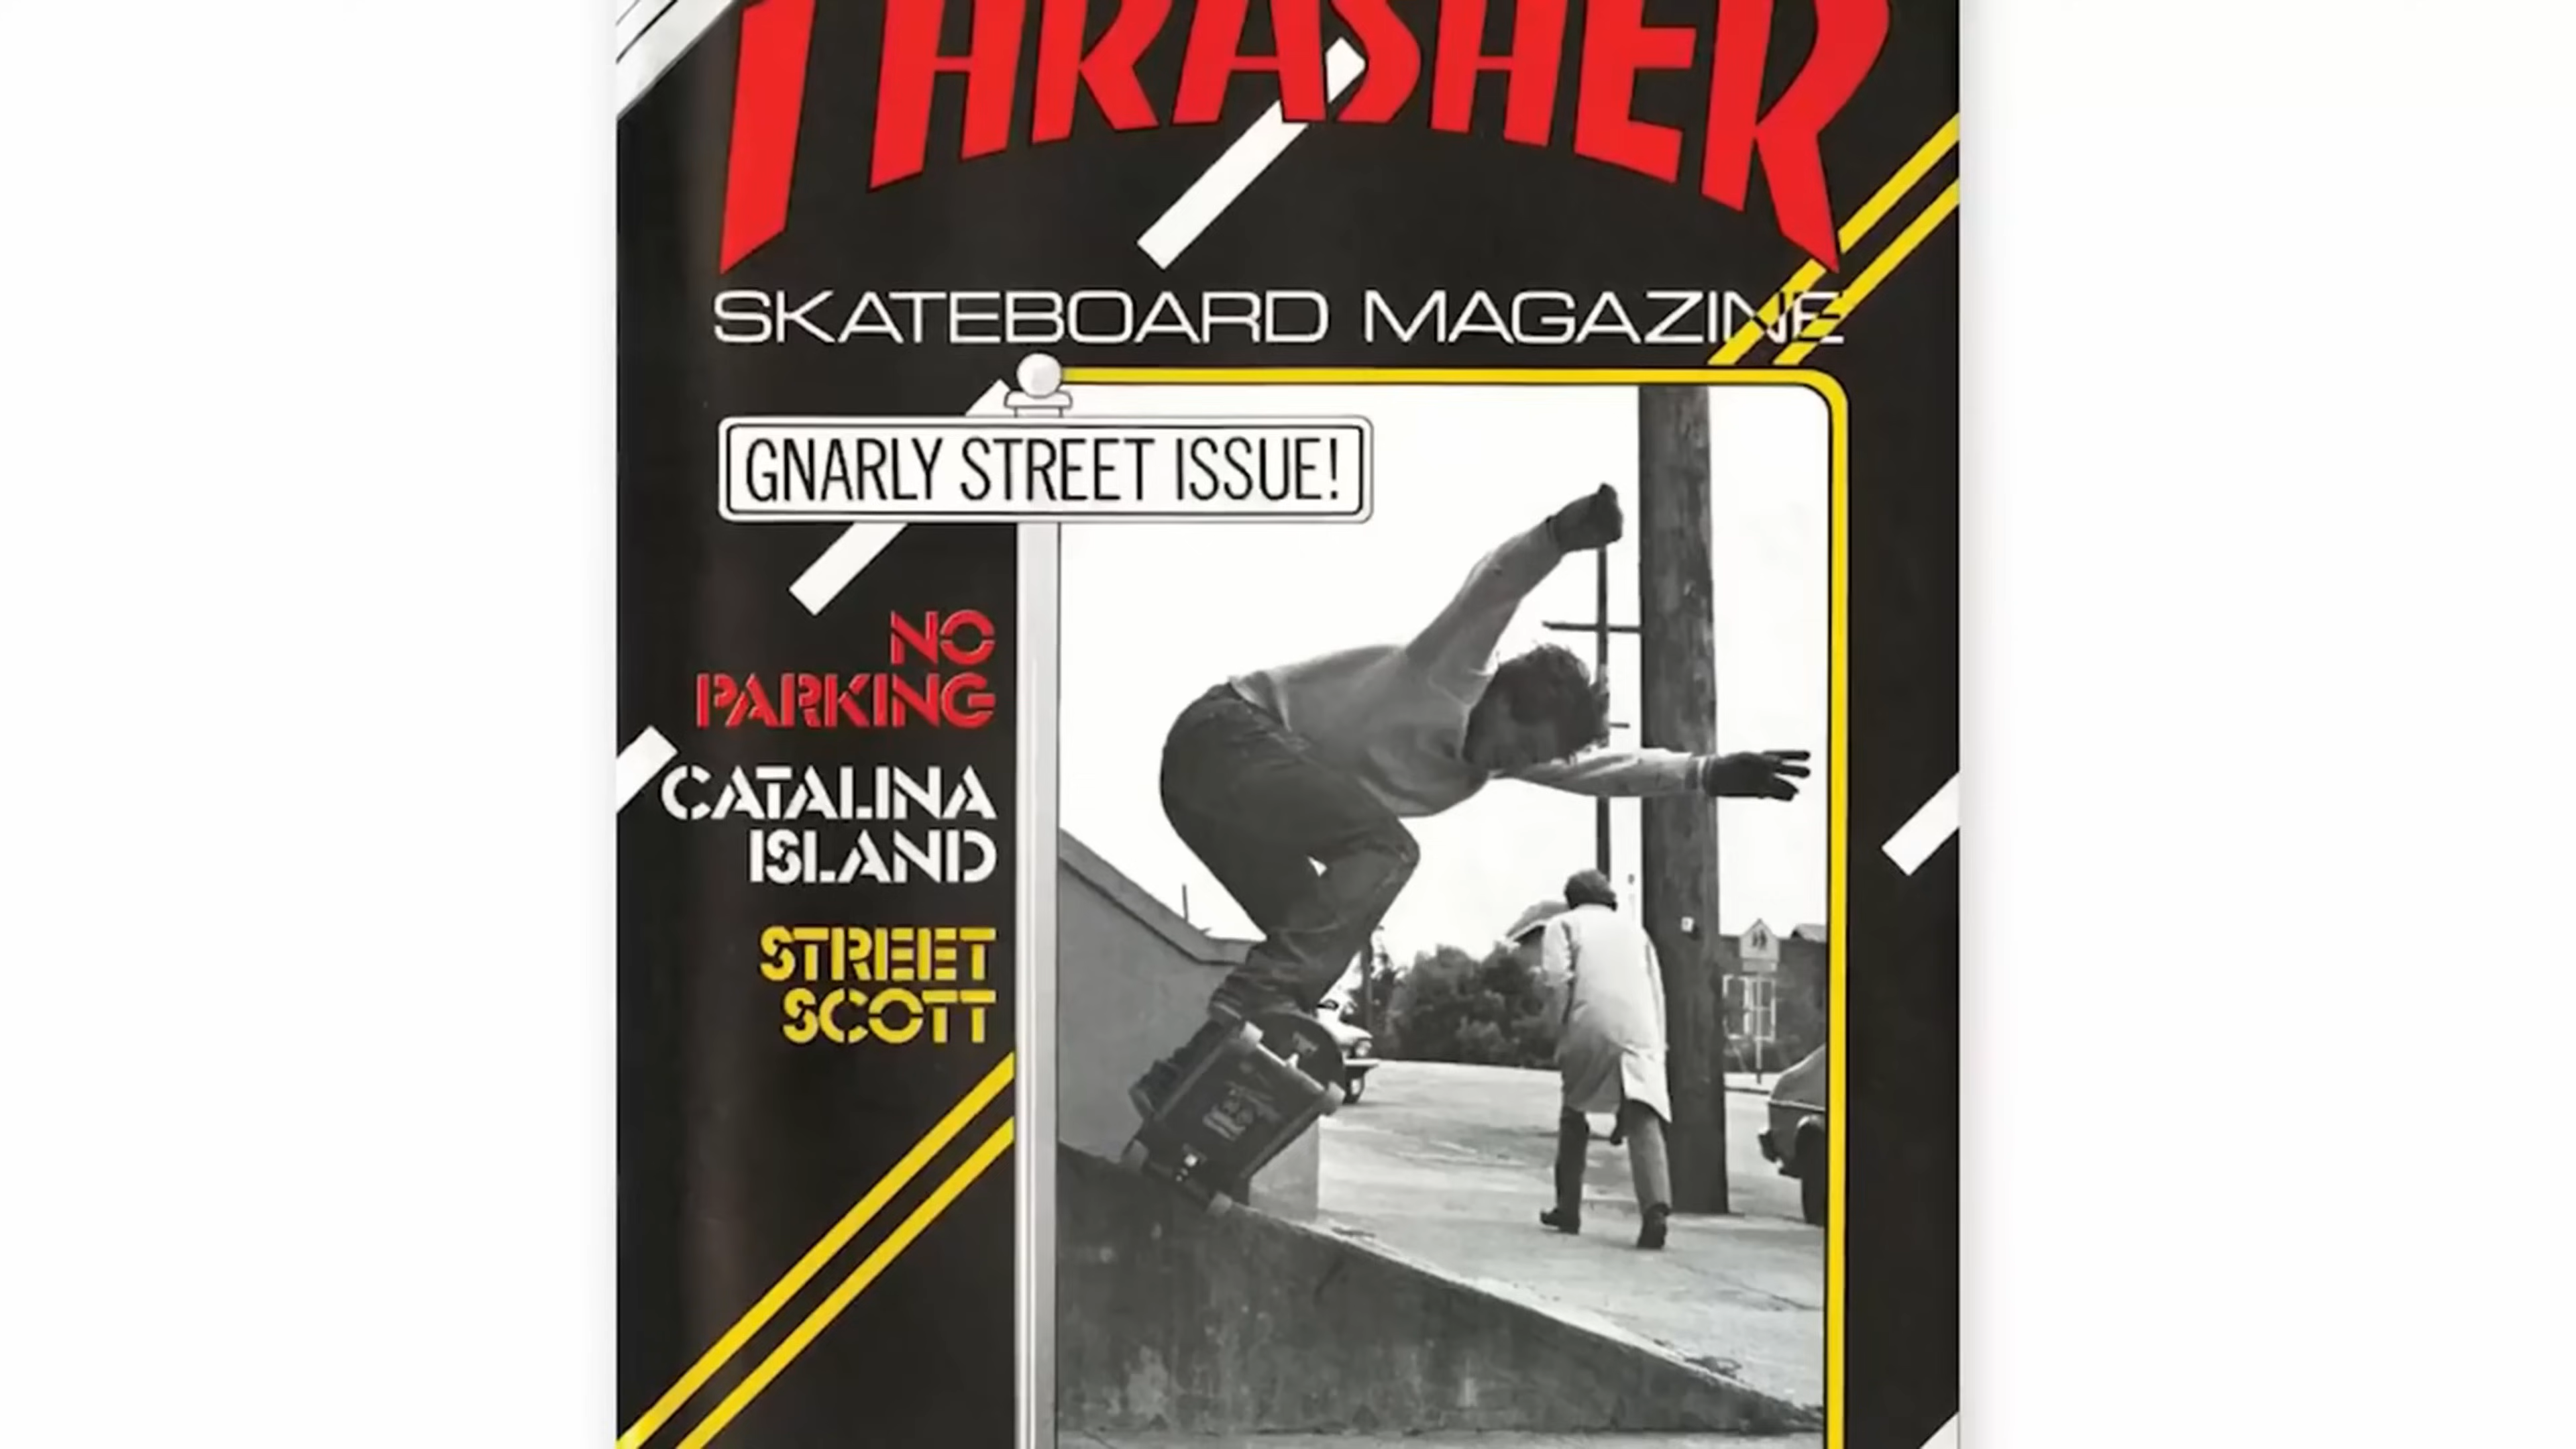 THRASHER
SKATEBOARD MAGAZINE
GNARLY STREET ISSUE!
NO
PARKING
CATALINA
ISLAND
STREET
SCOTT